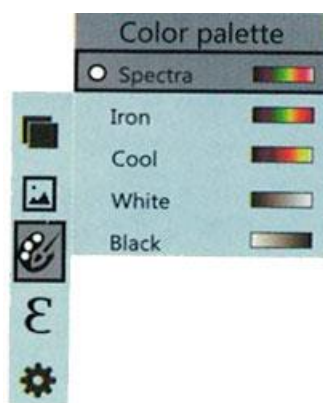 Color palette
Spectra
Iron
Cool
White
Black
ε